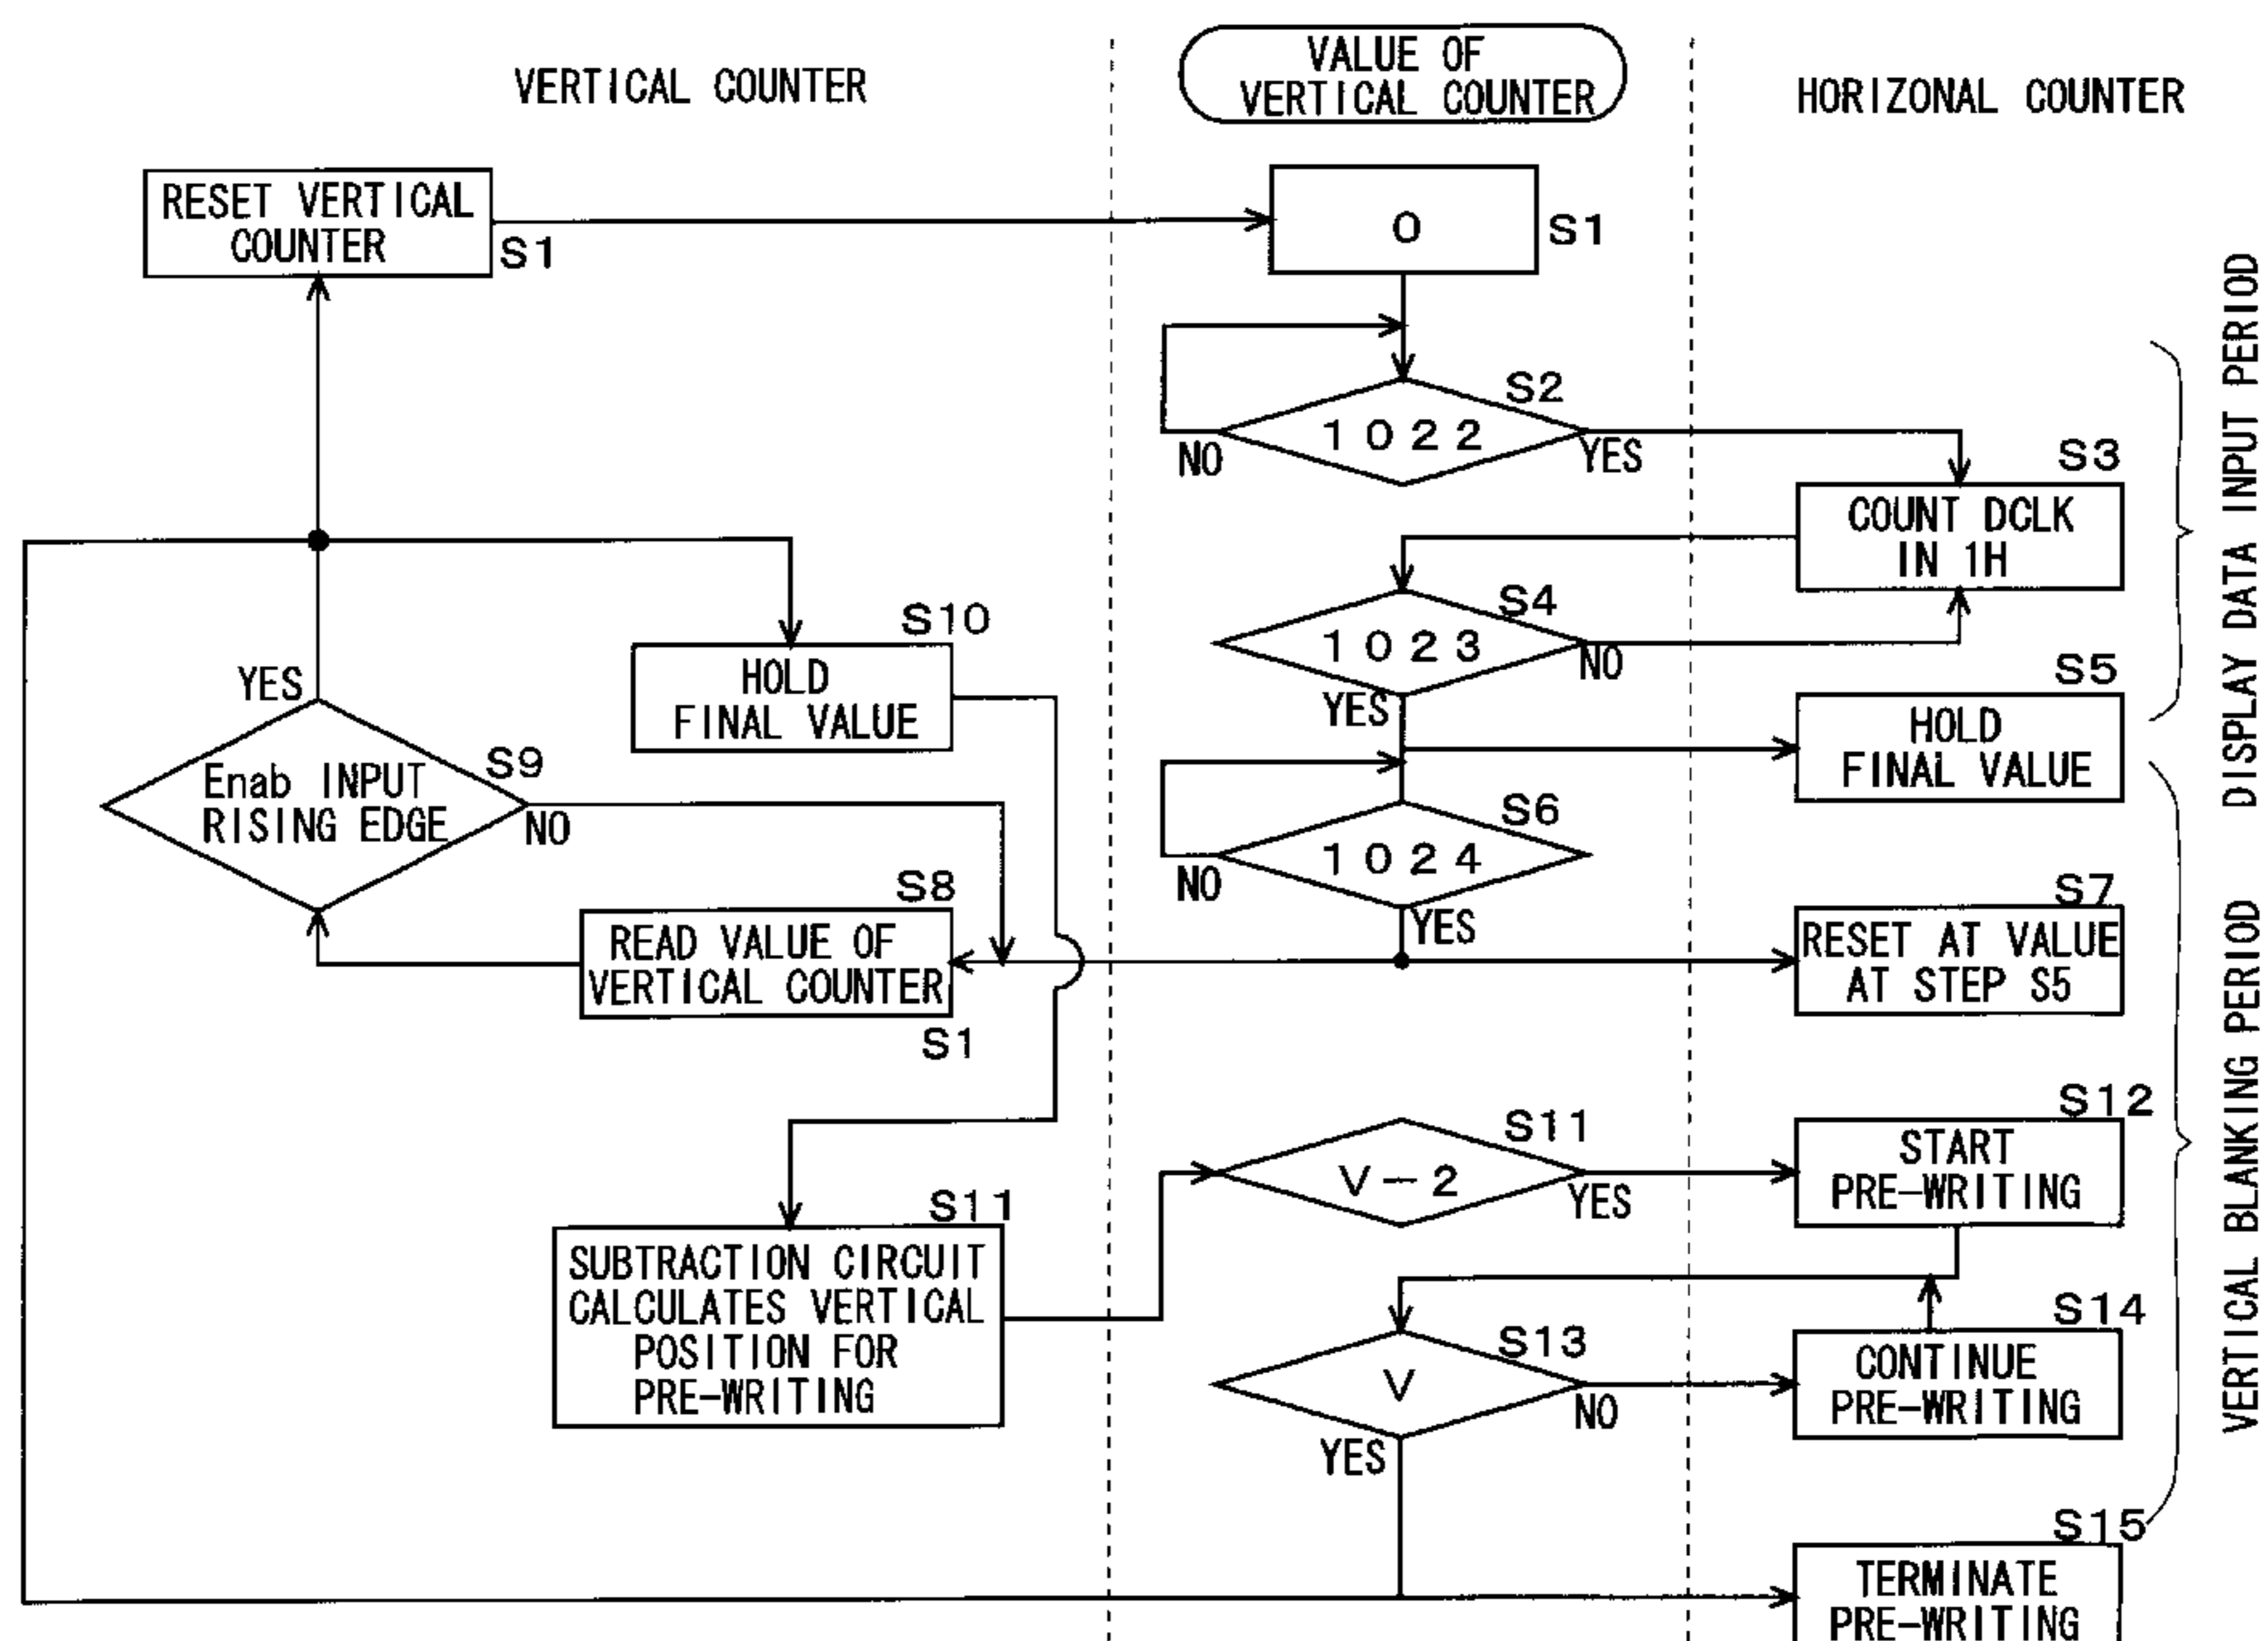 VERTICAL COUNTER
VALUE OF
VERTICAL COUNTER
HORIZONAL COUNTER
RESET VERTICAL
COUNTER
S1
0
S1
S2
1022
NO
YES
S3
COUNT DCLK
IN 1H
S4
1023
NO
YES
S5
HOLD
FINAL VALUE
DISPLAY DATA INPUT PERIOD
S10
HOLD
FINAL VALUE
YES
S9
Enab INPUT
RISING EDGE
NO
S6
1024
NO
YES
S7
RESET AT VALUE
AT STEP S5
S8
READ VALUE OF
VERTICAL COUNTER
S1
S11
V-2
YES
S12
START
PRE-WRITING
S11
SUBTRACTION CIRCUIT
CALCULATES VERTICAL
POSITION FOR
PRE-WRITING
S13
V
NO
YES
S14
CONTINUE
PRE-WRITING
VERTICAL BLANKING PERIOD
S15
TERMINATE
PRE-WRITING